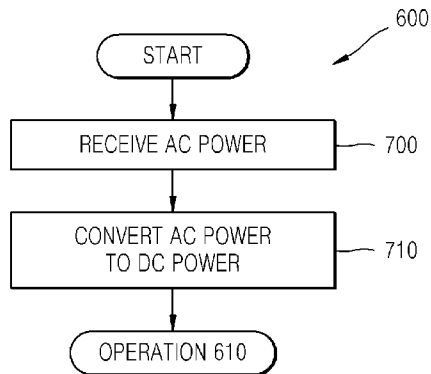 600
START
RECEIVE AC POWER
700
CONVERT AC POWER
TO DC POWER
710
OPERATION 610